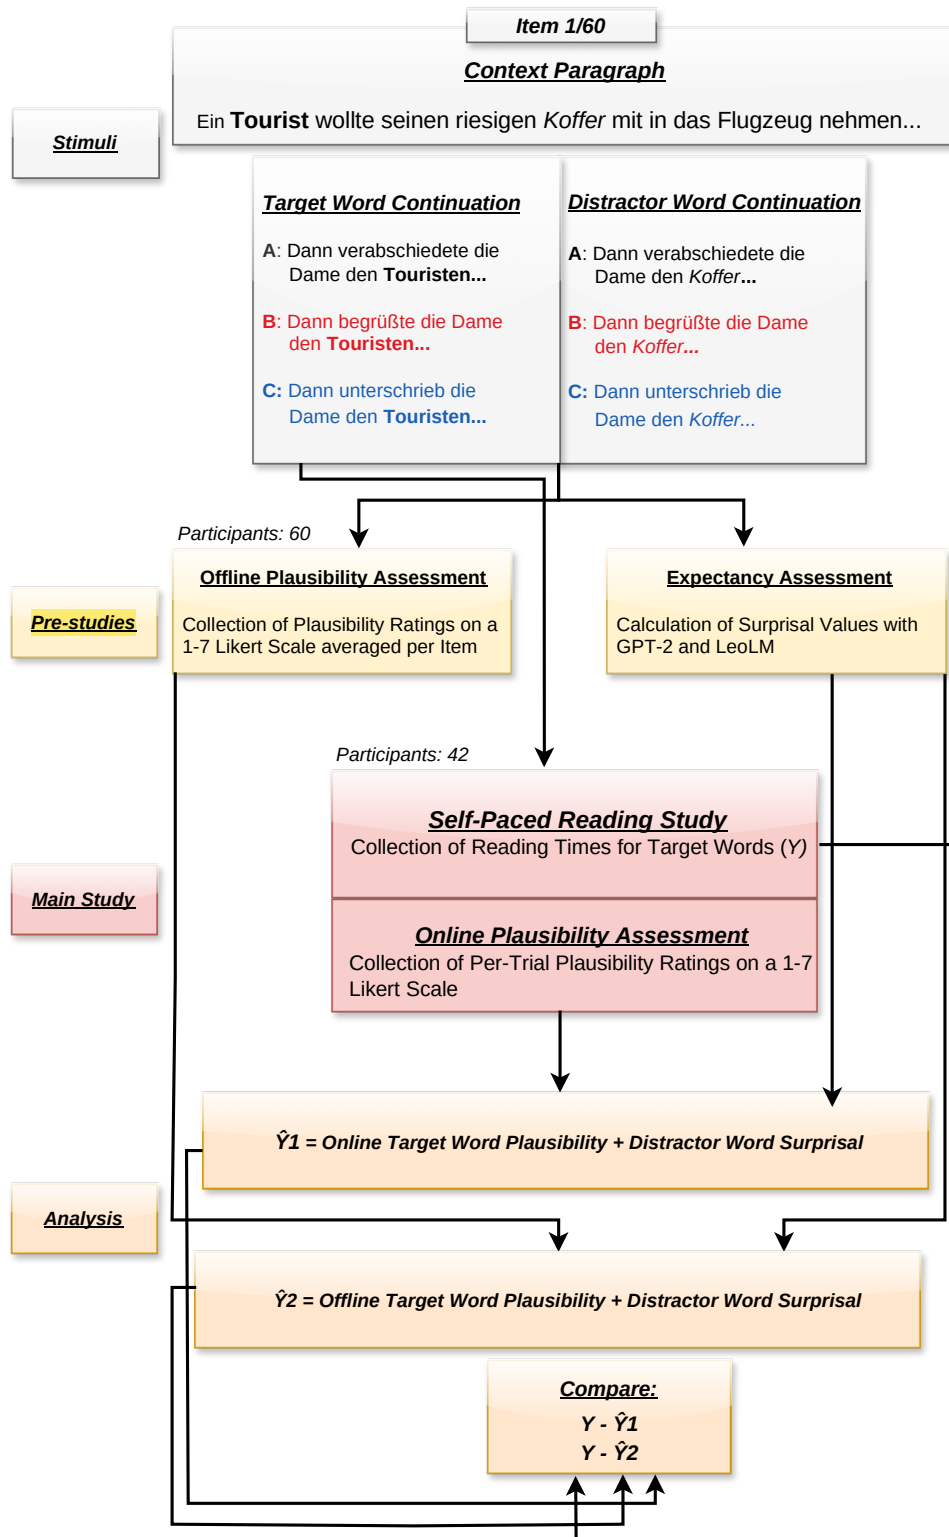 Item 1/60
Context Paragraph
Ein Tourist wollte seinen riesigen Koffer mit in das Flugzeug nehmen...
Stimuli
Target Word Continuation
A: Dann verabschiedete die
Dame den Touristen...
B: Dann begrüßte die Dame
den Touristen...
C: Dann unterschrieb die
Dame den Touristen...
Distractor Word Continuation
A: Dann verabschiedete die
Dame den Koffer...
B: Dann begrüßte die Dame
den Koffer...
C: Dann unterschrieb die
Dame den Koffer...
Participants: 60
Pre-studies
Offline Plausibility Assessment
Collection of Plausibility Ratings on a
1-7 Likert Scale averaged per Item
Expectancy Assessment
Calculation of Surprisal Values with
GPT-2 and LeoLM
Participants: 42
Main Study
Self-Paced Reading Study
Collection of Reading Times for Target Words (Y)
Online Plausibility Assessment
Collection of Per-Trial Plausibility Ratings on a 1-7
Likert Scale
Analysis
Ŷ1 = Online Target Word Plausibility + Distractor Word Surprisal
Ŷ2 = Offline Target Word Plausibility + Distractor Word Surprisal
Compare:
Y - Ŷ1
Y - Ŷ2